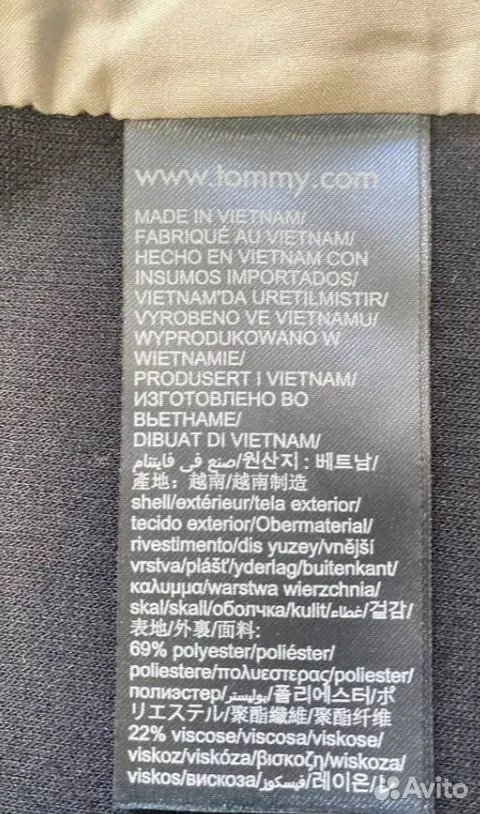 www.tommy.com
MADE IN VIETNAM/
FABRIQUÉ AU VIETNAM/
HECHO EN VIETNAM CON
INSUMOS IMPORTADOS/
VIETNAM'DA ÜRETILMISTIR/
VYROBENO VE VIETNAMU/
WYPRODUKOWANO W
WIETNAMIE/
PRODUSERT I VIETNAM/
ИЗГОТОВЛЕНО ВО
ВЬЕТНАМЕ/
DIBUAT DI VIETNAM/
صنع في فايتنام/원산지 : 베트남/
產地: 越南/越南制造
shell/extérieur/tela exterior/
tecido exterior/Obermaterial/
rivestimento/dis yuzey/vnější
vrstva/plášť/yderlag/buitenkant/
καλυμμα/warstwa wierzchnia/
skal/skall/оболчка/kulit/غطاء/겉감/
表地/外裏/面料:
69% polyester/poliéster/
poliestere/πολυεστερας/poliester/
полиэстер/بوليستر/폴리에스터/ポ
リエステル/聚酯纖維/聚酯纤维
22% viscose/viscosa/viskose/
viskoz/viskóza/βισκοζη/wiskoza/
viskos/вискоза/فيسكوز/레이온/レ
Avito